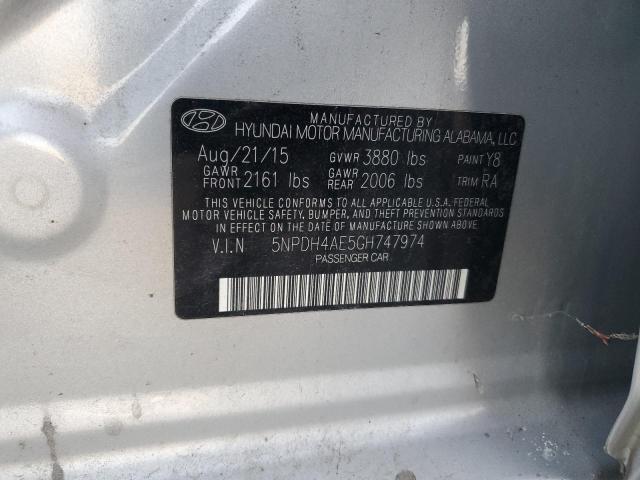 MANUFACTURED BY
HYUNDAI MOTOR MANUFACTURING ALABAMA, LLC
Aug/21/15 GVWR 3880 lbs PAINT Y8
GAWR FRONT 2161 lbs GAWR REAR 2006 lbs TRIM RA
THIS VEHICLE CONFORMS TO ALL APPLICABLE U.S.A. FEDERAL
MOTOR VEHICLE SAFETY, BUMPER, AND THEFT PREVENTION STANDARDS
IN EFFECT ON THE DATE OF MANUFACTURE SHOWN ABOVE.
V.I.N 5NPDH4AE5GH747974
PASSENGER CAR